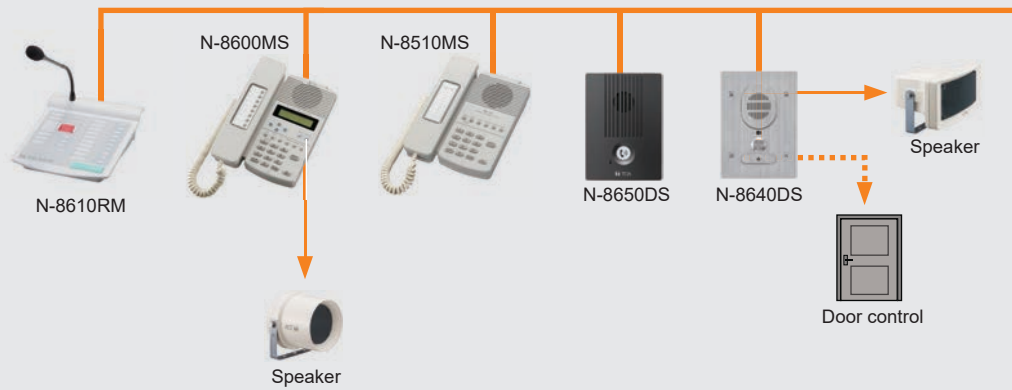 N-8600MS
N-8510MS
N-8610RM
N-8650DS
N-8640DS
Speaker
Door control
Speaker